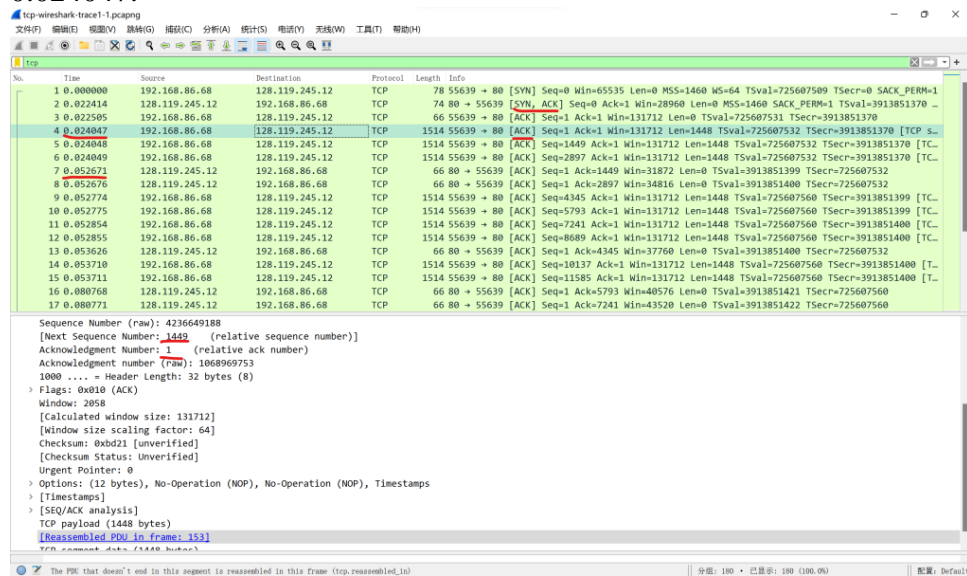 tcp-wireshark-trace1-1.pcapng
文件(F) 编辑(E) 视图(V) 跳转(G) 捕获(C) 分析(A) 统计(S) 电话(Y) 无线(W) 工具(T) 帮助(H)
tcp
No. Time Source Destination Protocol Length Info
1 0.000000 192.168.86.68 128.119.245.12 TCP 78 55639 → 80 [SYN] Seq=0 Win=65535 Len=0 MSS=1460 WS=64 TSval=725607509 TSecr=0 SACK_PERM=1
2 0.022414 128.119.245.12 192.168.86.68 TCP 74 80 → 55639 [SYN, ACK] Seq=0 Ack=1 Win=28960 Len=0 MSS=1460 SACK_PERM=1 TSval=3913851370 …
3 0.022505 192.168.86.68 128.119.245.12 TCP 66 55639 → 80 [ACK] Seq=1 Ack=1 Win=131712 Len=0 TSval=725607531 TSecr=3913851370
4 0.024047 192.168.86.68 128.119.245.12 TCP 1514 55639 → 80 [ACK] Seq=1 Ack=1 Win=131712 Len=1448 TSval=725607532 TSecr=3913851370 [TCP s…
5 0.024048 192.168.86.68 128.119.245.12 TCP 1514 55639 → 80 [ACK] Seq=1449 Ack=1 Win=131712 Len=1448 TSval=725607532 TSecr=3913851370 [TC…
6 0.024049 192.168.86.68 128.119.245.12 TCP 1514 55639 → 80 [ACK] Seq=2897 Ack=1 Win=131712 Len=1448 TSval=725607532 TSecr=3913851370 [TC…
7 0.052671 128.119.245.12 192.168.86.68 TCP 66 80 → 55639 [ACK] Seq=1 Ack=1449 Win=31872 Len=0 TSval=3913851399 TSecr=725607532
8 0.052676 128.119.245.12 192.168.86.68 TCP 66 80 → 55639 [ACK] Seq=1 Ack=2897 Win=34816 Len=0 TSval=3913851400 TSecr=725607532
9 0.052774 192.168.86.68 128.119.245.12 TCP 1514 55639 → 80 [ACK] Seq=4345 Ack=1 Win=131712 Len=1448 TSval=725607560 TSecr=3913851399 [TC…
10 0.052775 192.168.86.68 128.119.245.12 TCP 1514 55639 → 80 [ACK] Seq=5793 Ack=1 Win=131712 Len=1448 TSval=725607560 TSecr=3913851399 [TC…
11 0.052854 192.168.86.68 128.119.245.12 TCP 1514 55639 → 80 [ACK] Seq=7241 Ack=1 Win=131712 Len=1448 TSval=725607560 TSecr=3913851400 [TC…
12 0.052855 192.168.86.68 128.119.245.12 TCP 1514 55639 → 80 [ACK] Seq=8689 Ack=1 Win=131712 Len=1448 TSval=725607560 TSecr=3913851400 [TC…
13 0.053626 128.119.245.12 192.168.86.68 TCP 66 80 → 55639 [ACK] Seq=1 Ack=4345 Win=37760 Len=0 TSval=3913851400 TSecr=725607532
14 0.053710 192.168.86.68 128.119.245.12 TCP 1514 55639 → 80 [ACK] Seq=10137 Ack=1 Win=131712 Len=1448 TSval=725607560 TSecr=3913851400 [T…
15 0.053711 192.168.86.68 128.119.245.12 TCP 1514 55639 → 80 [ACK] Seq=11585 Ack=1 Win=131712 Len=1448 TSval=725607560 TSecr=3913851400 [T…
16 0.080768 128.119.245.12 192.168.86.68 TCP 66 80 → 55639 [ACK] Seq=1 Ack=5793 Win=40576 Len=0 TSval=3913851421 TSecr=725607560
17 0.080771 128.119.245.12 192.168.86.68 TCP 66 80 → 55639 [ACK] Seq=1 Ack=7241 Win=43520 Len=0 TSval=3913851422 TSecr=725607560
Sequence Number (raw): 4236649188
[Next Sequence Number: 1449 (relative sequence number)]
Acknowledgment Number: 1 (relative ack number)
Acknowledgment number (raw): 1068969753
1000 .... = Header Length: 32 bytes (8)
Flags: 0x010 (ACK)
Window: 2058
[Calculated window size: 131712]
[Window size scaling factor: 64]
Checksum: 0xbd21 [unverified]
[Checksum Status: Unverified]
Urgent Pointer: 0
Options: (12 bytes), No-Operation (NOP), No-Operation (NOP), Timestamps
[Timestamps]
[SEQ/ACK analysis]
TCP payload (1448 bytes)
[Reassembled PDU in frame: 153]
TCP segment data (1448 bytes)
The PDU that doesn't end in this segment is reassembled in this frame (tcp.reassembled_in) 分组: 180 · 已显示: 180 (100.0%) 配置: Default